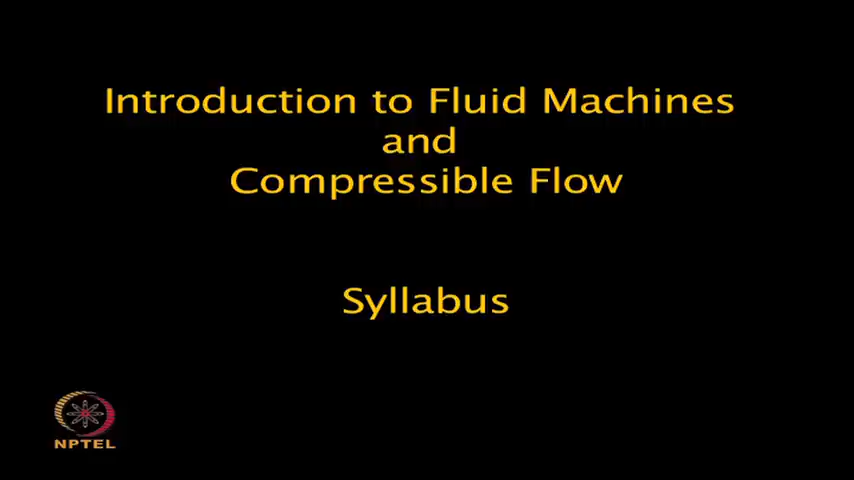 Introduction to Fluid Machines
and
Compressible Flow
Syllabus
NPTEL